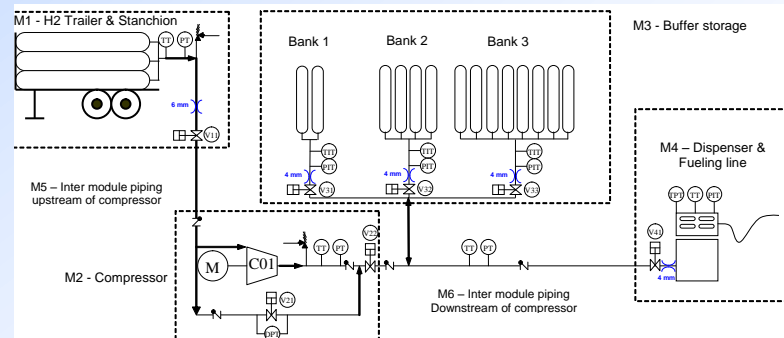 M1 - H2 Trailer & Stanchion
TT
PT
6 mm
V11
M3 - Buffer storage
Bank 1
Bank 2
Bank 3
TIT
PIT
4 mm
V31
TIT
PIT
4 mm
V32
TIT
PIT
4 mm
V33
M4 – Dispenser &
Fueling line
TPT
TT
PIT
V41
4 mm
M5 – Inter module piping
upstream of compressor
M2 - Compressor
M
C01
TT
PT
V22
V21
DPT
TT
PT
M6 – Inter module piping
Downstream of compressor